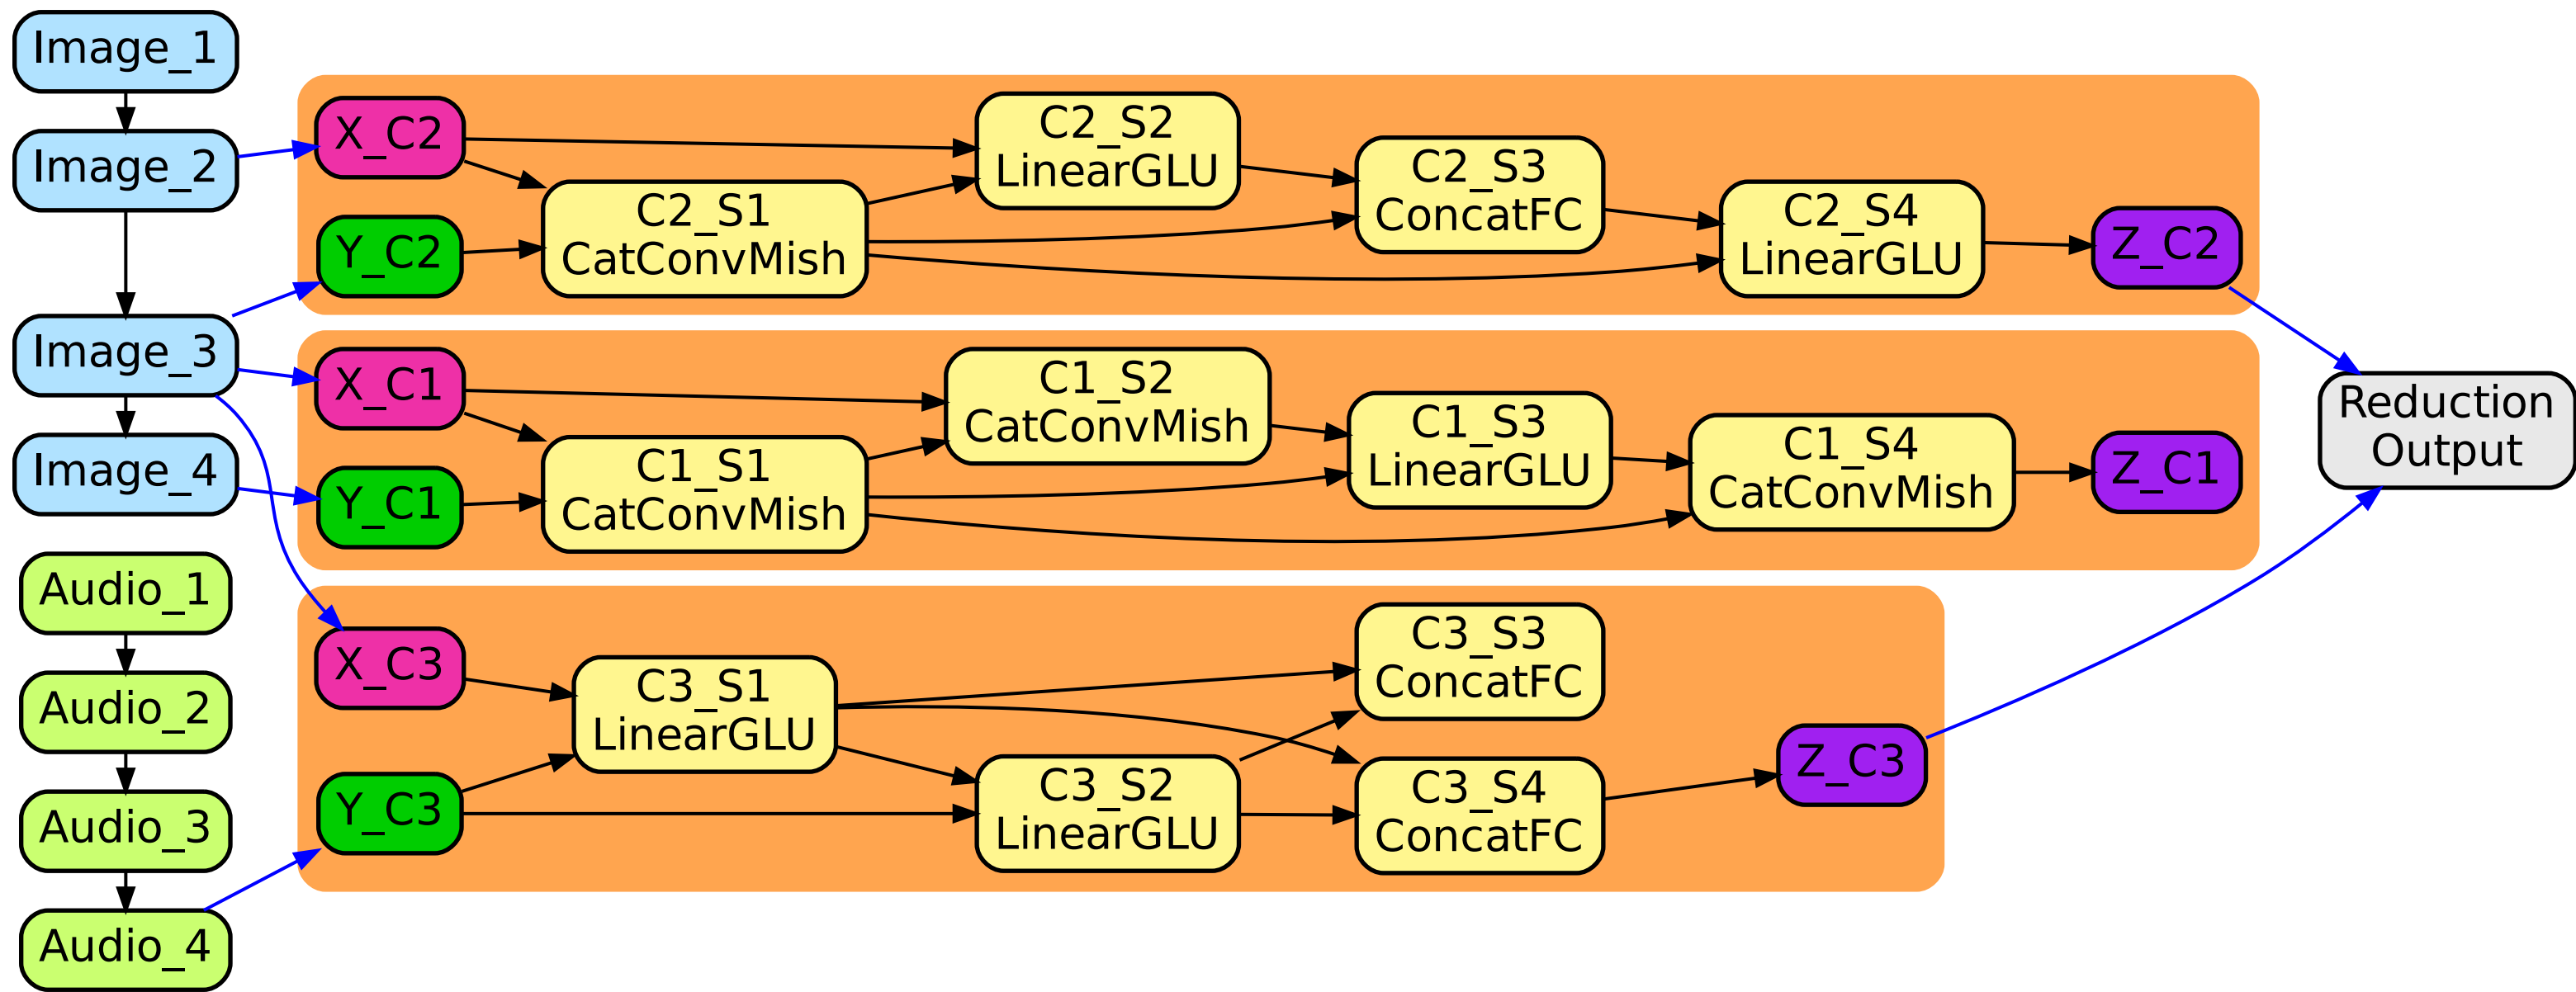 Image_1
Image_2
Image_3
Image_4
Audio_1
Audio_2
Audio_3
Audio_4
X_C2
Y_C2
C2_S1
CatConvMish
C2_S2
LinearGLU
C2_S3
ConcatFC
C2_S4
LinearGLU
Z_C2
X_C1
Y_C1
C1_S1
CatConvMish
C1_S2
CatConvMish
C1_S3
LinearGLU
C1_S4
CatConvMish
Z_C1
X_C3
Y_C3
C3_S1
LinearGLU
C3_S2
LinearGLU
C3_S3
ConcatFC
C3_S4
ConcatFC
Z_C3
Reduction
Output